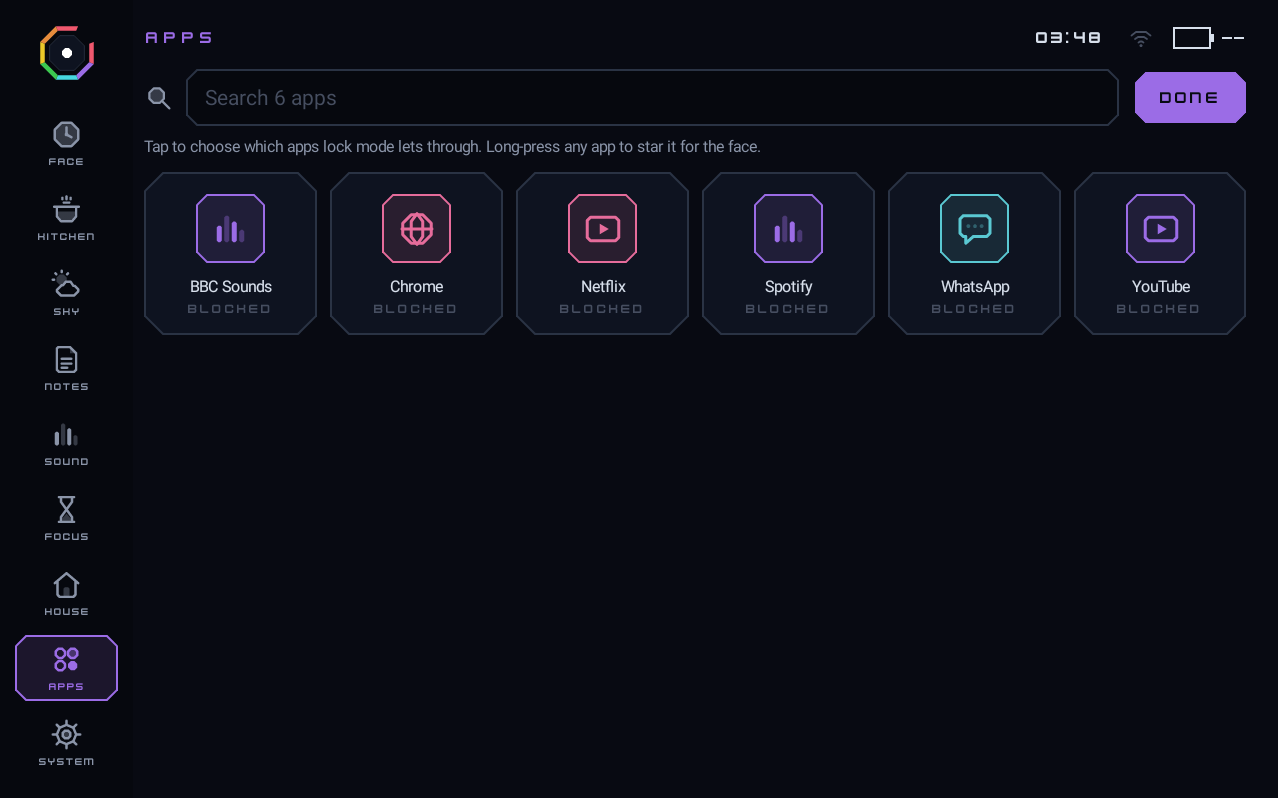 APPS
03:48
--
Search 6 apps
DONE
Tap to choose which apps lock mode lets through. Long-press any app to star it for the face.
BBC Sounds
BLOCKED
Chrome
BLOCKED
Netflix
BLOCKED
Spotify
BLOCKED
WhatsApp
BLOCKED
YouTube
BLOCKED
FACE
KITCHEN
SKY
NOTES
SOUND
FOCUS
HOUSE
APPS
SYSTEM